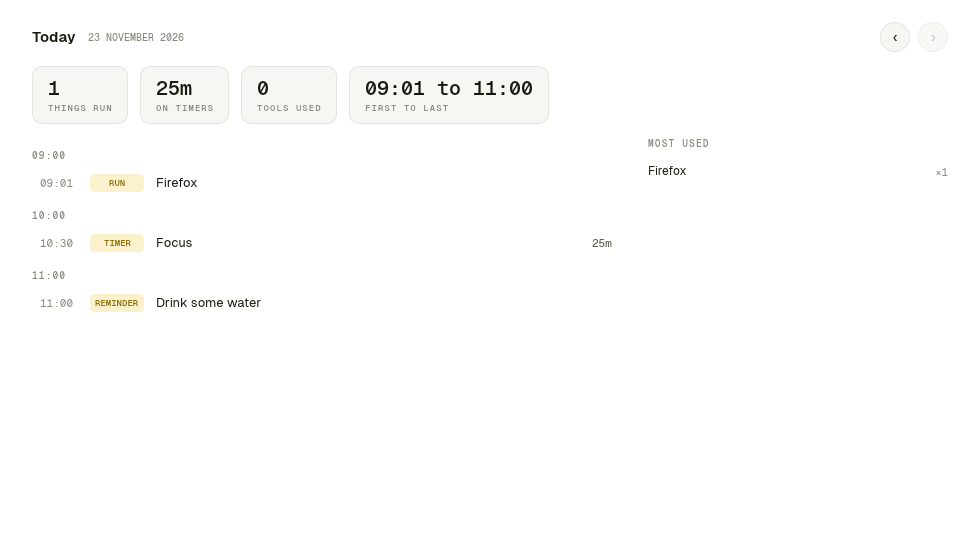 Today 23 NOVEMBER 2026
‹ ›
1 25m 0 09:01 to 11:00
THINGS RUN ON TIMERS TOOLS USED FIRST TO LAST
09:00
09:01 RUN Firefox
10:00
10:30 TIMER Focus 25m
11:00
11:00 REMINDER Drink some water
MOST USED
Firefox ×1